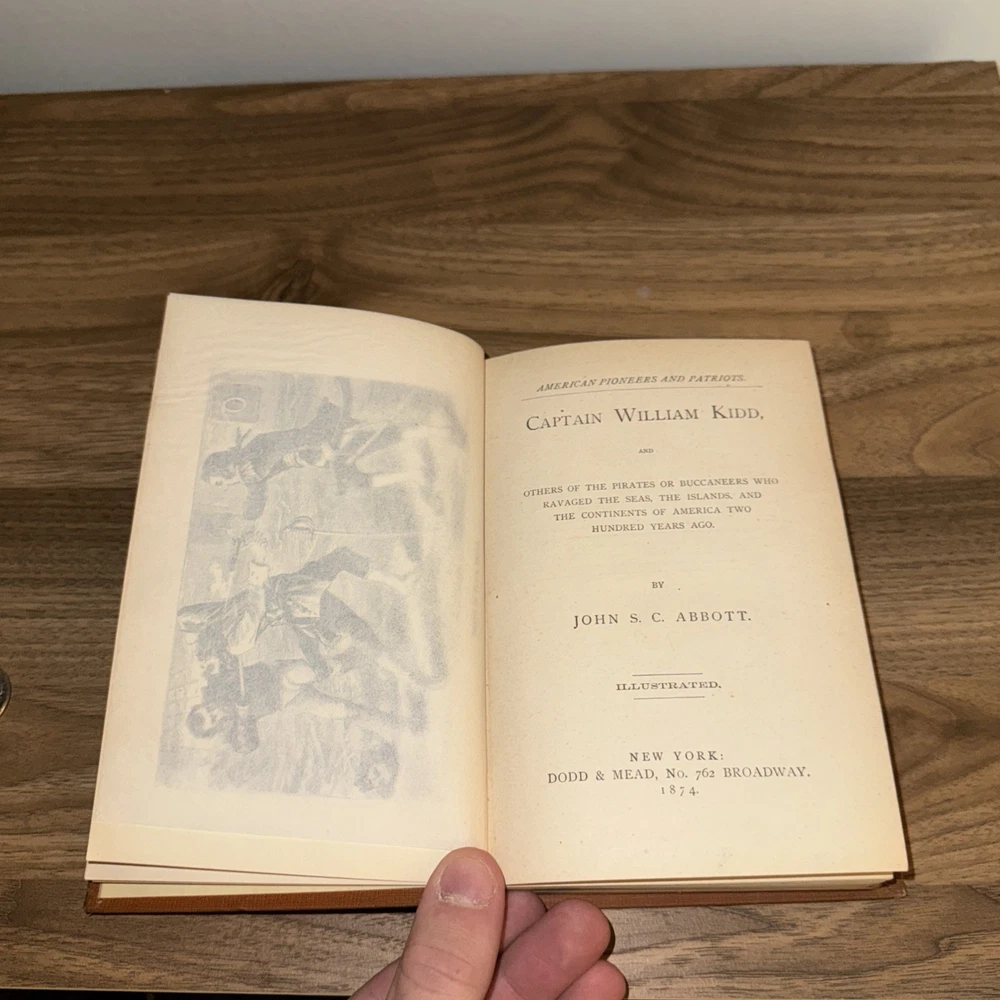 AMERICAN PIONEERS AND PATRIOTS.
CAPTAIN WILLIAM KIDD,
AND
OTHERS OF THE PIRATES OR BUCCANEERS WHO
RAVAGED THE SEAS, THE ISLANDS, AND
THE CONTINENTS OF AMERICA TWO
HUNDRED YEARS AGO.
BY
JOHN S. C. ABBOTT.
ILLUSTRATED.
NEW YORK:
DODD & MEAD, No. 762 BROADWAY.
1874.